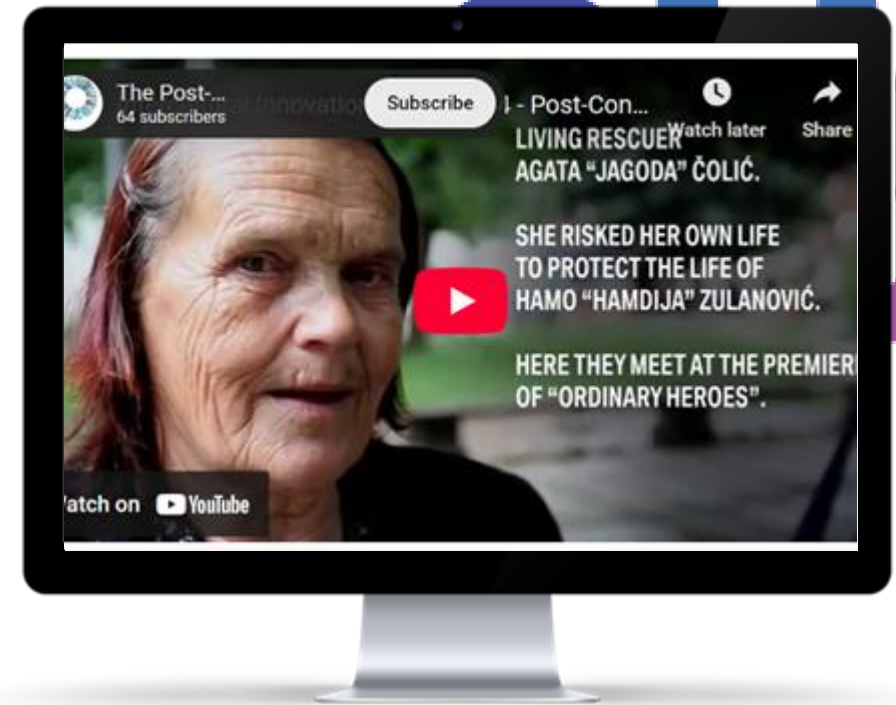 The Post-...
64 subscribers
Subscribe
- Post-Con...
Watch later
Share
LIVING RESCUER
AGATA “JAGODA” ČOLIĆ.
SHE RISKED HER OWN LIFE
TO PROTECT THE LIFE OF
HAMO “HAMDIJA” ZULANOVIĆ.
HERE THEY MEET AT THE PREMIER
OF “ORDINARY HEROES”.
atch on YouTube